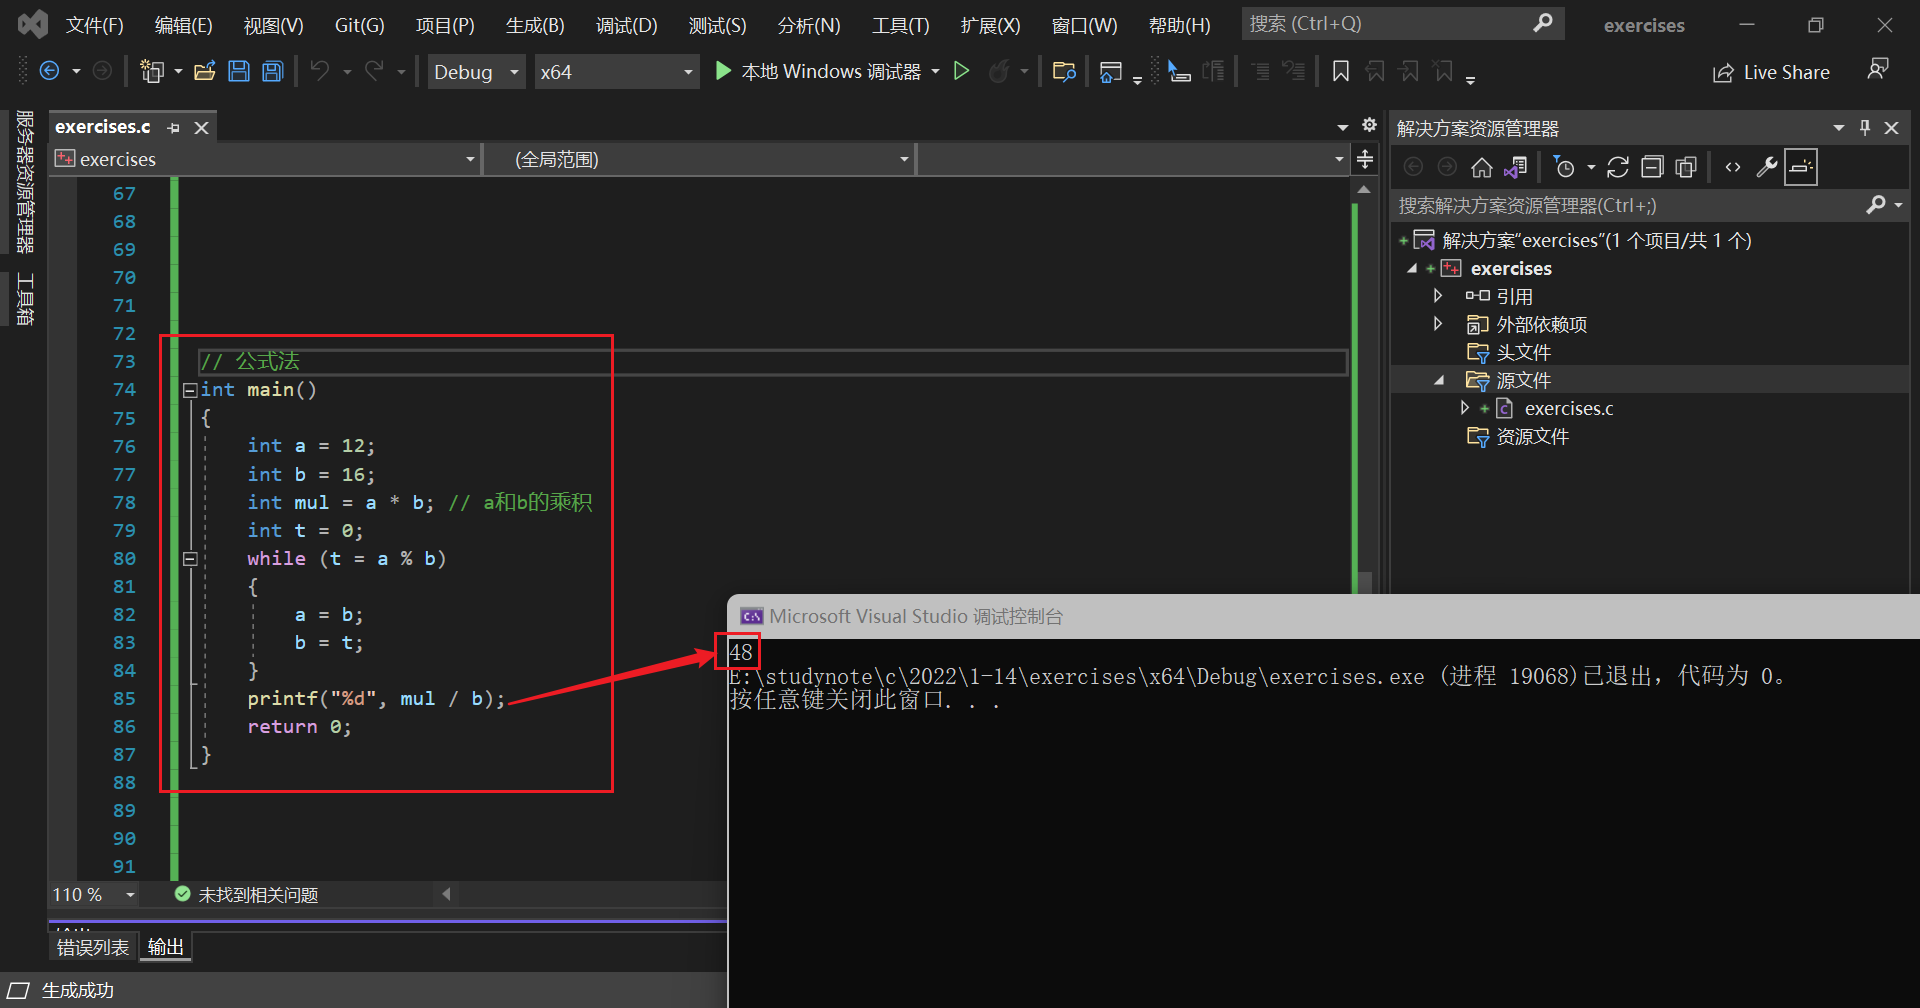 文件(F) 编辑(E) 视图(V) Git(G) 项目(P) 生成(B) 调试(D) 测试(S) 分析(N) 工具(T) 扩展(X) 窗口(W) 帮助(H) 搜索 (Ctrl+Q) exercises
Debug x64 本地 Windows 调试器 Live Share
服务器资源管理器
工具箱
exercises.c
exercises (全局范围)
67
68
69
70
71
72
73 // 公式法
74 int main()
75 {
76 int a = 12;
77 int b = 16;
78 int mul = a * b; // a和b的乘积
79 int t = 0;
80 while (t = a % b)
81 {
82 a = b;
83 b = t;
84 }
85 printf("%d", mul / b);
86 return 0;
87 }
88
89
90
91
110 % 未找到相关问题
错误列表 输出
生成成功
解决方案资源管理器
搜索解决方案资源管理器(Ctrl+;)
解决方案"exercises"(1 个项目/共 1 个)
exercises
引用
外部依赖项
头文件
源文件
exercises.c
资源文件
Microsoft Visual Studio 调试控制台
48
E:\studynote\c\2022\1-14\exercises\x64\Debug\exercises.exe (进程 19068)已退出，代码为 0。
按任意键关闭此窗口. . .